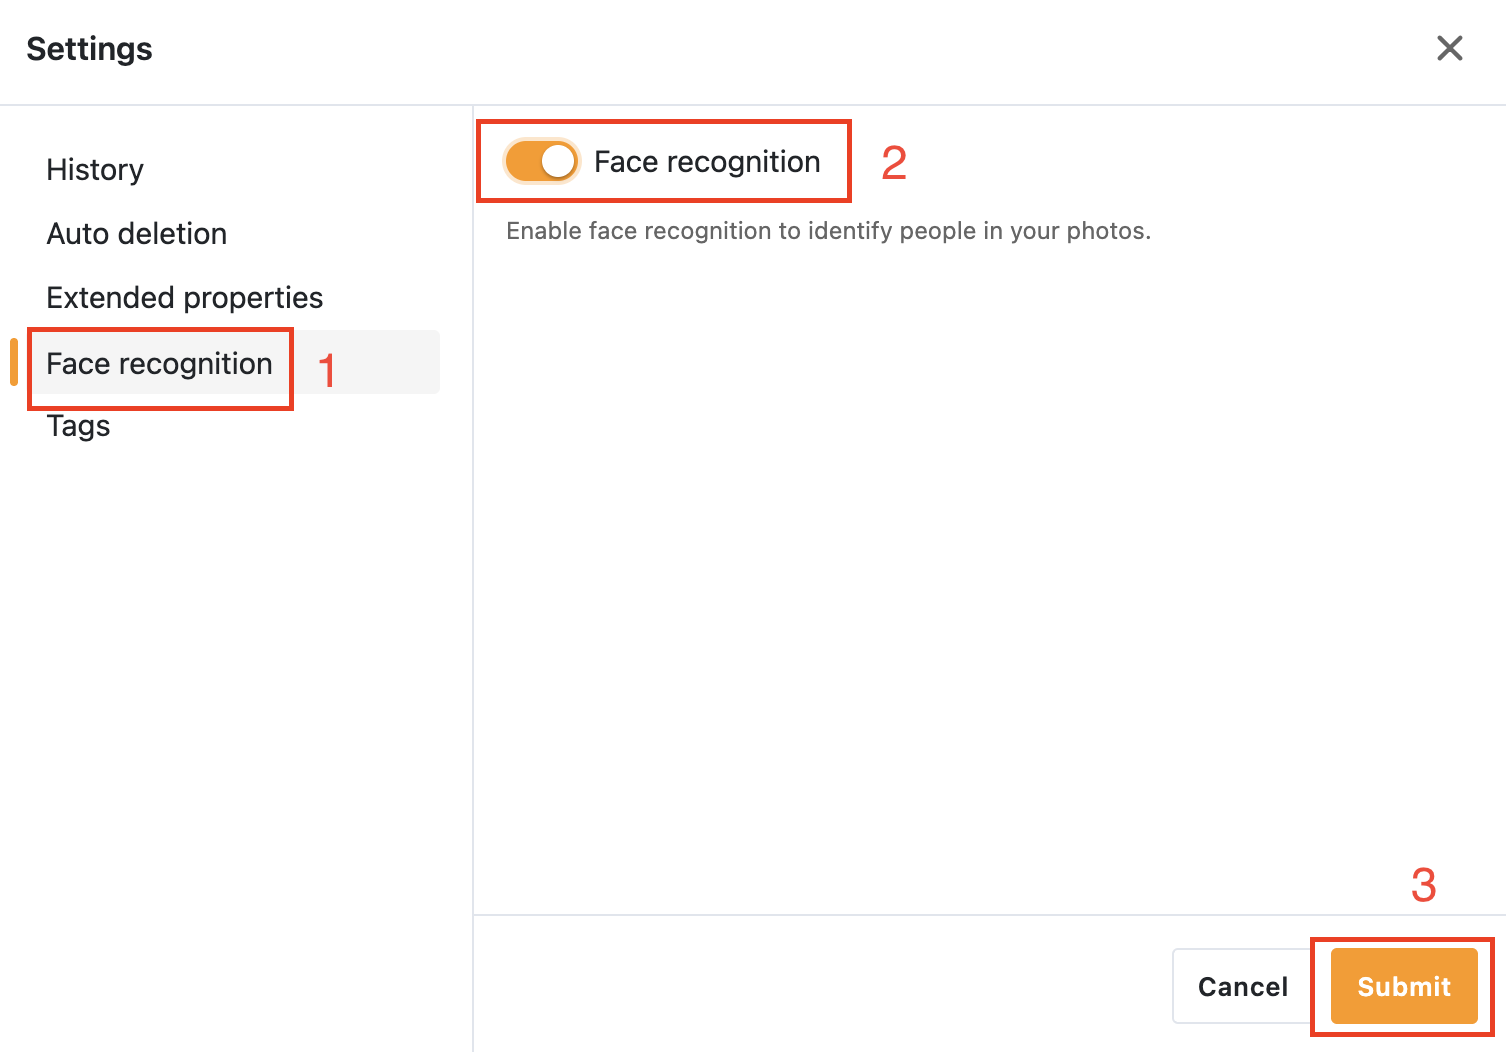 Settings
History
Auto deletion
Extended properties
Face recognition 1
Tags
Face recognition 2
Enable face recognition to identify people in your photos.
3
Cancel Submit